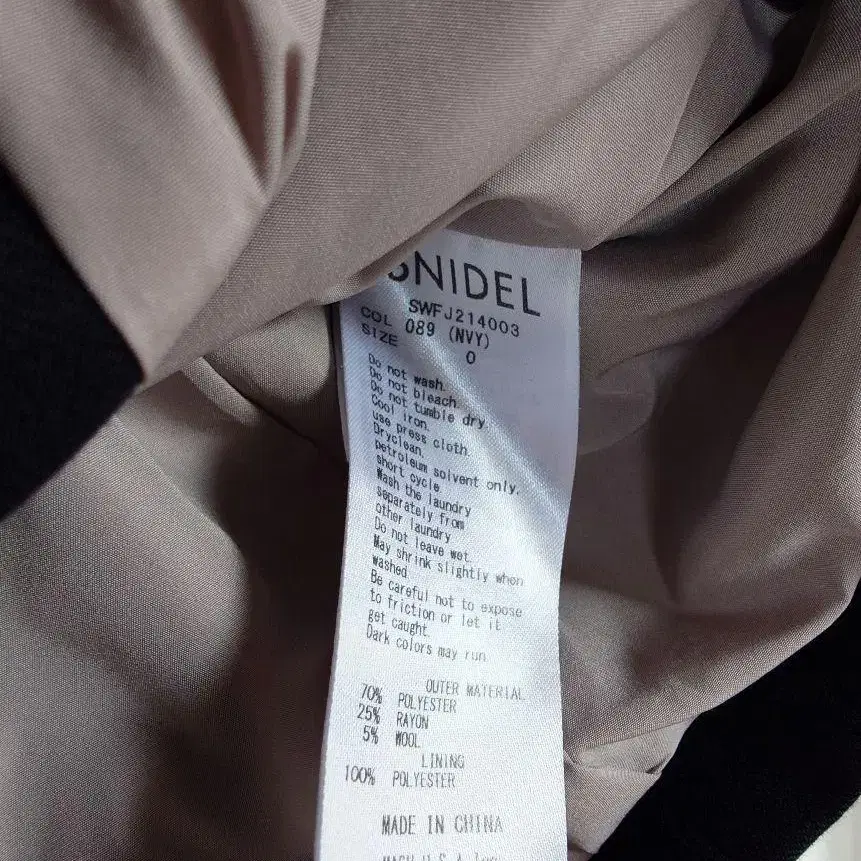 SNIDEL
SWFJ214003
COL 089 (NVY)
SIZE 0
Do not wash.
Do not bleach.
Do not tumble dry.
Cool iron.
use press cloth.
Dryclean.
petroleum solvent only.
short cycle
Wash the laundry
separately from
other laundry
Do not leave wet.
May shrink slightly when
washed.
Be careful not to expose
to friction or let it
get caught.
Dark colors may run
OUTER MATERIAL
70% POLYESTER
25% RAYON
5% WOOL
LINING
100% POLYESTER
MADE IN CHINA